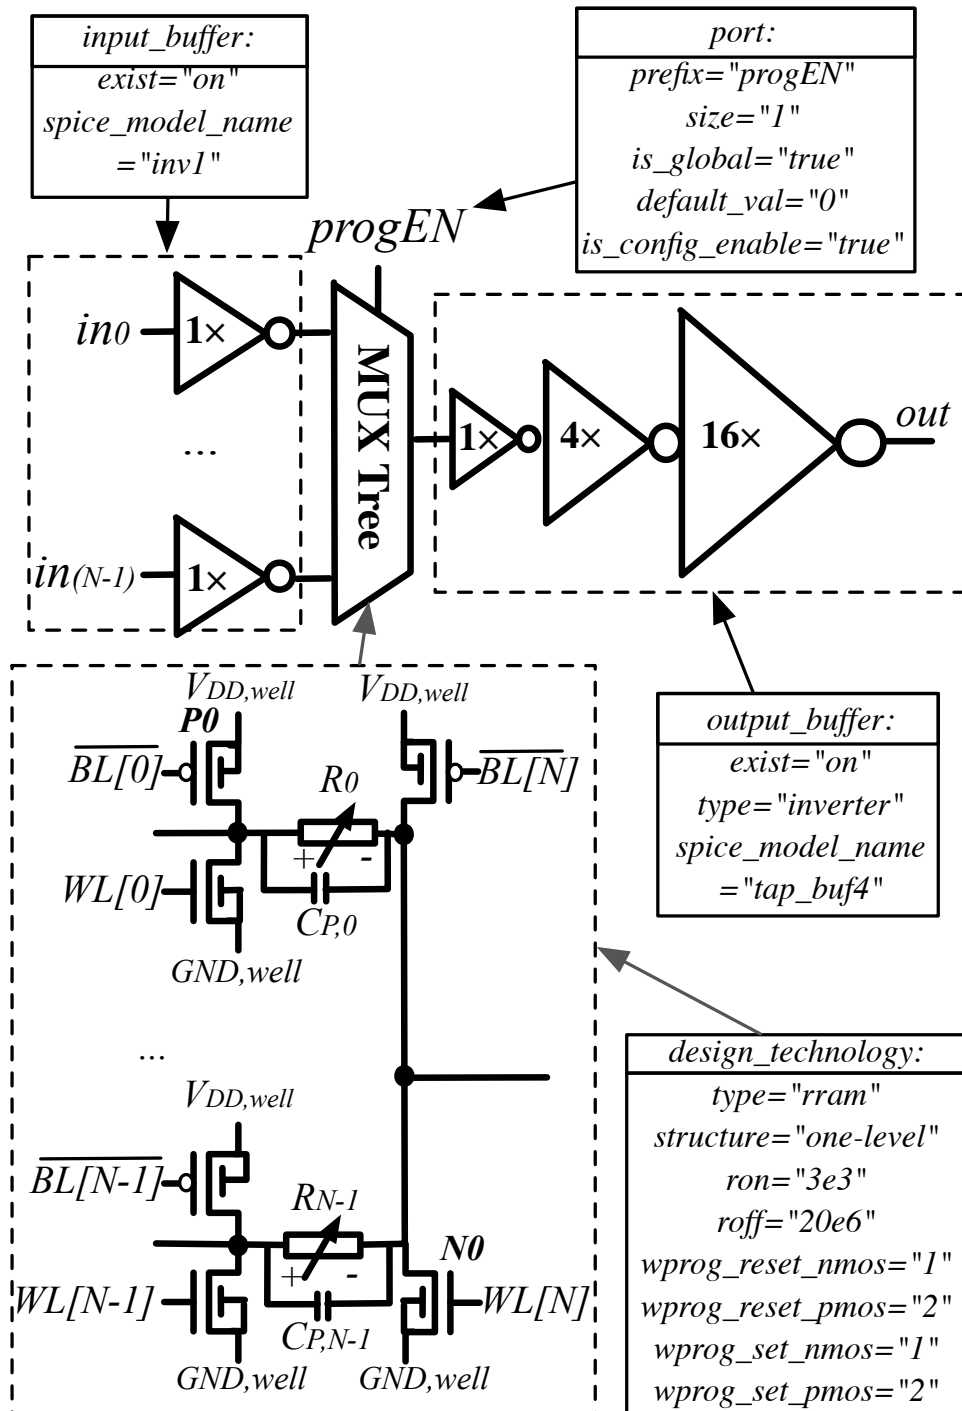 input_buffer:
exist="on"
spice_model_name
="inv1"
port:
prefix="progEN"
size="1"
is_global="true"
default_val="0"
is_config_enable="true"
progEN
in0
1×
...
in(N-1)
1×
MUX Tree
1×
4×
16×
out
VDD,well
VDD,well
P0
BL[0]
R0
BL[N]
+ -
WL[0]
CP,0
GND,well
output_buffer:
exist="on"
type="inverter"
spice_model_name
="tap_buf4"
...
VDD,well
BL[N-1]
RN-1
N0
+ -
WL[N-1]
WL[N]
CP,N-1
GND,well
GND,well
design_technology:
type="rram"
structure="one-level"
ron="3e3"
roff="20e6"
wprog_reset_nmos="1"
wprog_reset_pmos="2"
wprog_set_nmos="1"
wprog_set_pmos="2"